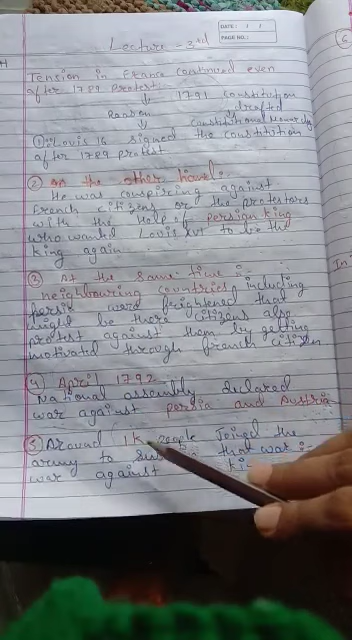 Lecture - 3rd
DATE: / /
PAGE NO.:
Tension in France continued even
after 1789 protest
1791 constitution
drafted
Reason
constitutional monarchy
① Louis 16 signed the constitution
after 1789 protest
② On the other hand:
He was conspiring against
French citizens or the protestors
with the help of persign king
who wanted Louis XVI to be the
king again.
③ At the same time :-
neighbouring countries including
persia were frightened that
might be there citizens also
protest against them by getting
motivated through french citizen
④ April 1792
National assembly declared
war against persia and Austria
⑤ Around 1k people joined the
army to that war :-
war against